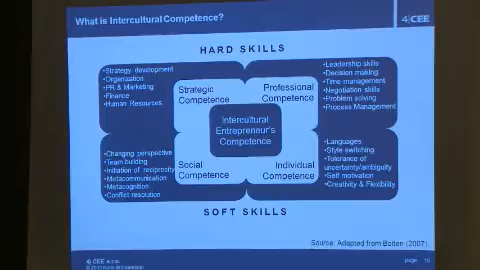 What is Intercultural Competence?
4 CEE
HARD SKILLS
•Strategy development
•Organization
•PR & Marketing
•Finance
•Human Resources
Strategic
Competence
Professional
Competence
•Leadership skills
•Decision making
•Time management
•Negotiation skills
•Problem solving
•Process Management
Intercultural
Entrepreneur's
Competence
•Changing perspective
•Team building
•Initiation of reciprocity
•Metacommunication
•Metacognition
•Conflict resolution
Social
Competence
Individual
Competence
•Languages
•Style switching
•Tolerance of
uncertainty/ambiguity
•Self motivation
•Creativity & Flexibility
SOFT SKILLS
Source: Adapted from Bolten (2007)
4 CEE s.r.o.
page